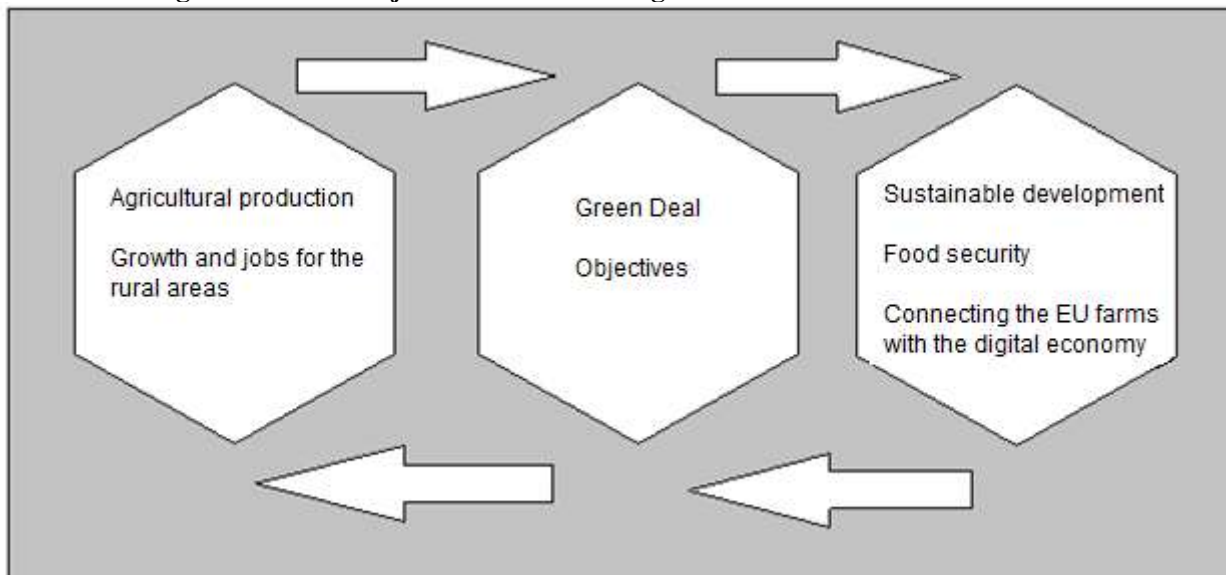 Agricultural production
Growth and jobs for the
rural areas
Green Deal
Objectives
Sustainable development
Food security
Connecting the EU farms
with the digital economy